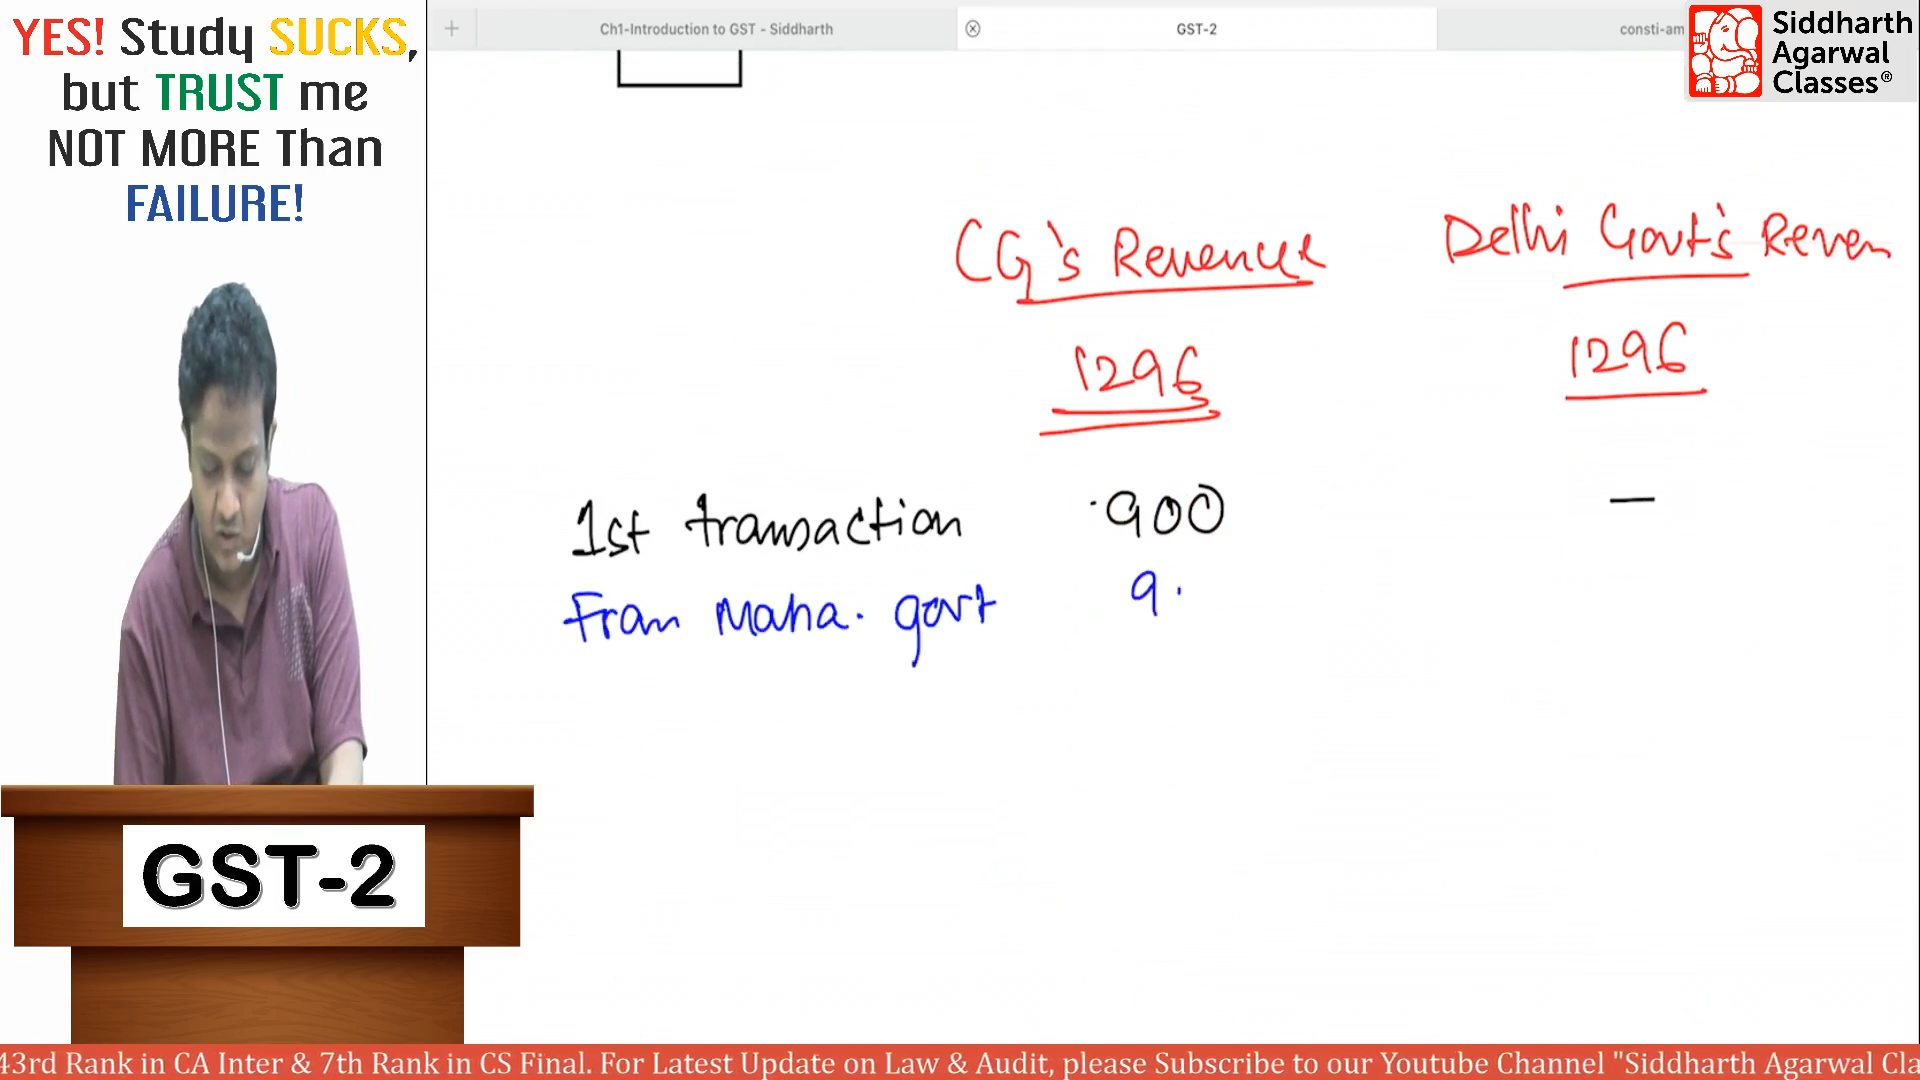 YES! Study SUCKS,
but TRUST me
NOT MORE Than
FAILURE!
Ch1-Introduction to GST - Siddharth
GST-2
consti-am
Siddharth
Agarwal
Classes®
CG's Revenue
Delhi Govt's Reven
1296
1296
1st transaction 900 —
From Maha. govt 9.
GST-2
43rd Rank in CA Inter & 7th Rank in CS Final. For Latest Update on Law & Audit, please Subscribe to our Youtube Channel "Siddharth Agarwal Cla